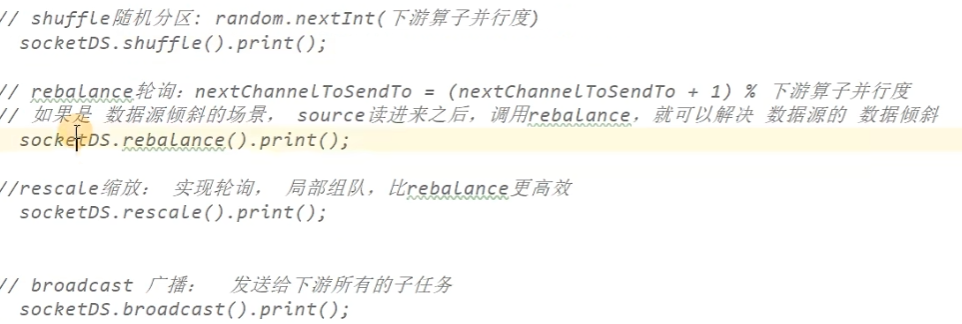 // shuffle随机分区: random.nextInt(下游算子并行度)
socketDS.shuffle().print();
// rebalance轮询：nextChannelToSendTo = (nextChannelToSendTo + 1) % 下游算子并行度
// 如果是 数据源倾斜的场景， source读进来之后，调用rebalance，就可以解决 数据源的 数据倾斜
socketDS.rebalance().print();
//rescale缩放： 实现轮询， 局部组队，比rebalance更高效
socketDS.rescale().print();
// broadcast 广播： 发送给下游所有的子任务
socketDS.broadcast().print();